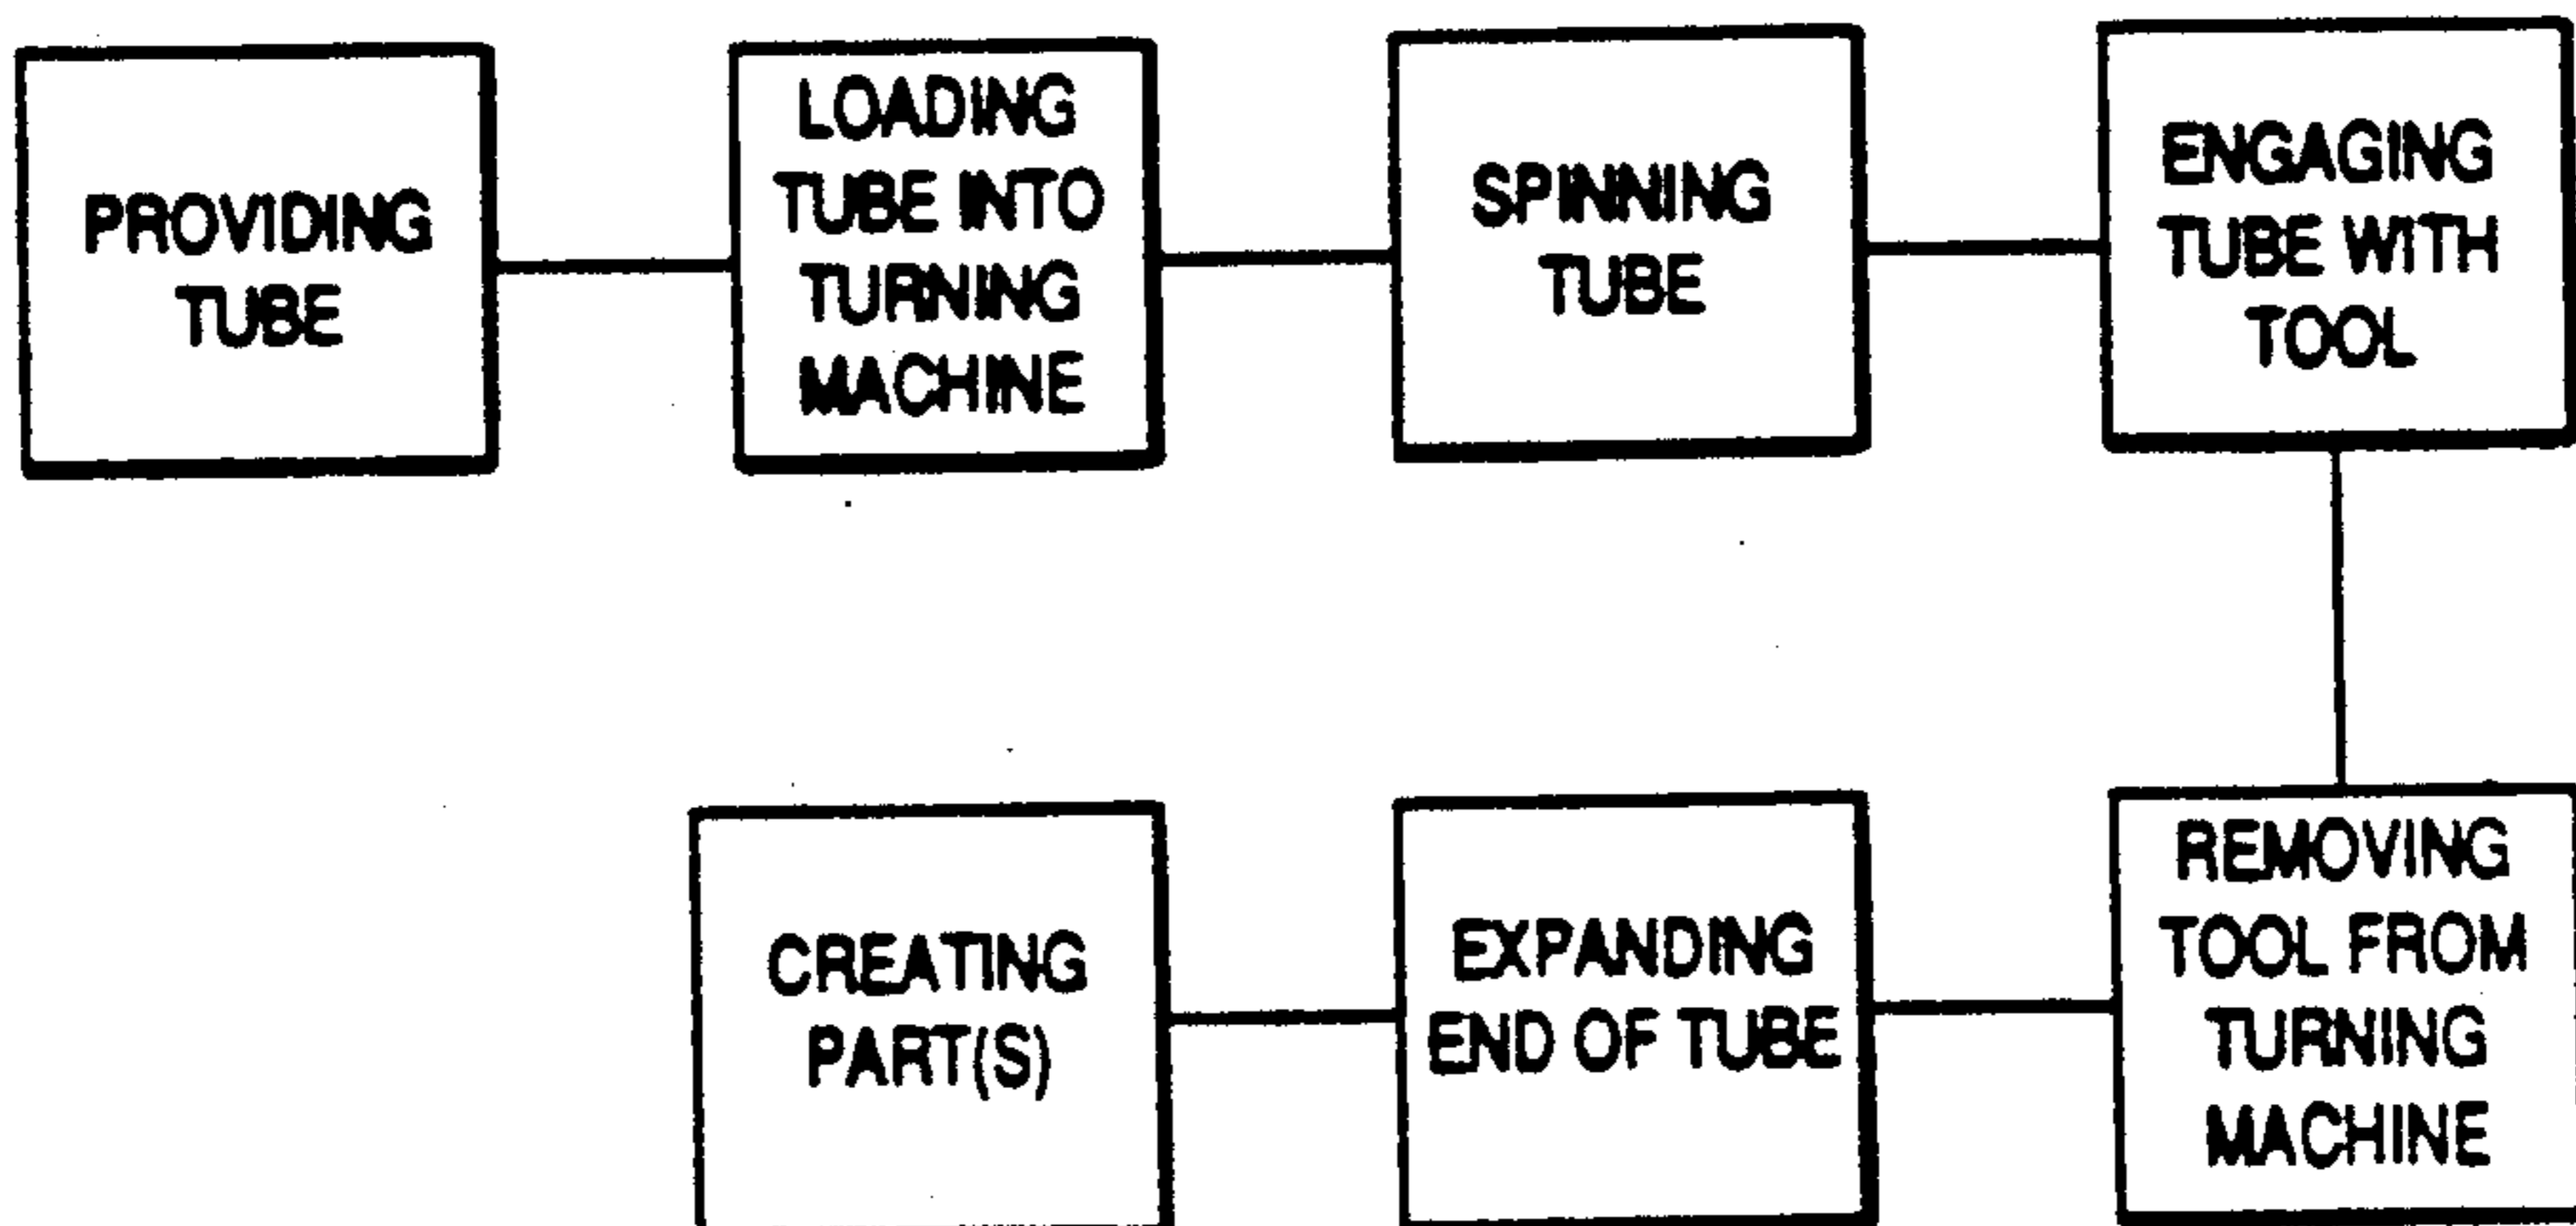 PROVIDING
TUBE
LOADING
TUBE INTO
TURNING
MACHINE
SPINNING
TUBE
ENGAGING
TUBE WITH
TOOL
REMOVING
TOOL FROM
TURNING
MACHINE
EXPANDING
END OF TUBE
CREATING
PART(S)